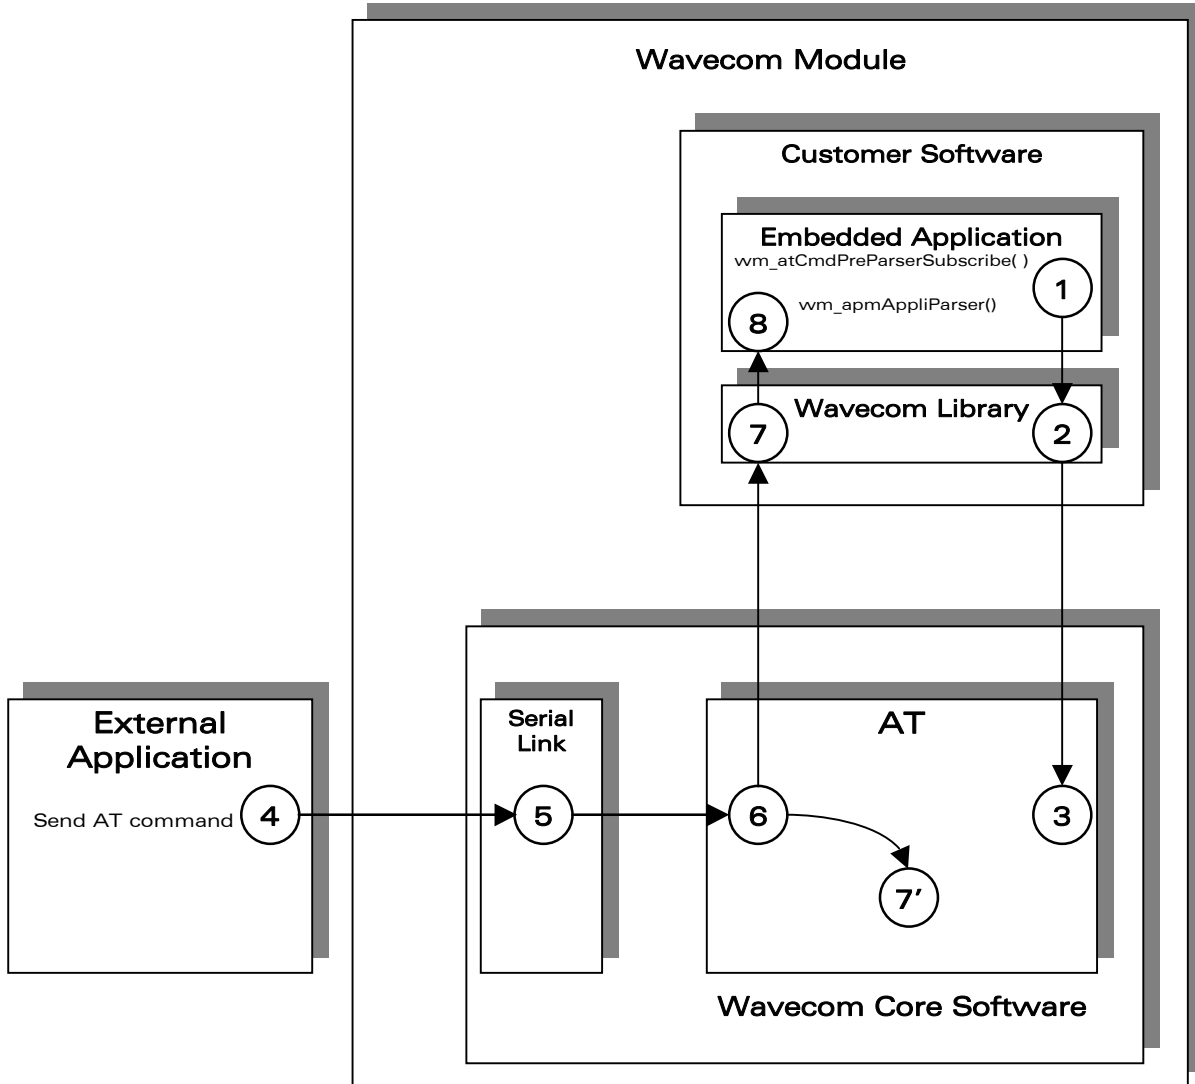 Wavecom Module
Customer Software
Embedded Application
wm_atCmdPreParserSubscribe( )
1
wm_apmAppliParser()
8
Wavecom Library
7
2
External
Application
Send AT command
4
Serial
Link
5
AT
6
3
7’
Wavecom Core Software